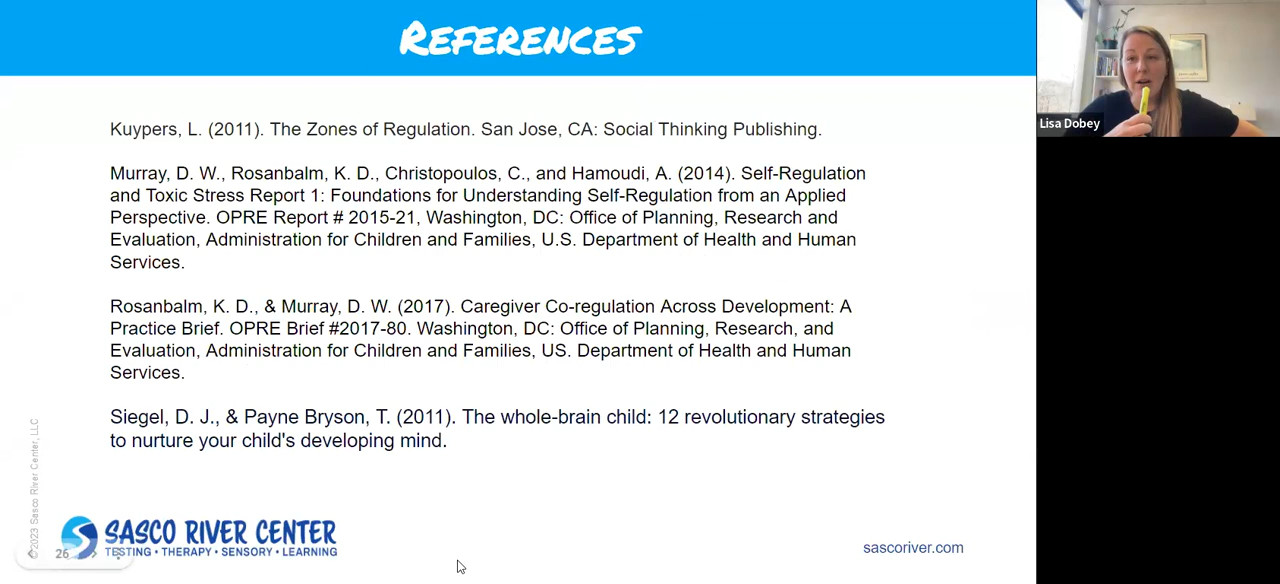 References
Lisa Dobey
Kuypers, L. (2011). The Zones of Regulation. San Jose, CA: Social Thinking Publishing.
Murray, D. W., Rosanbalm, K. D., Christopoulos, C., and Hamoudi, A. (2014). Self-Regulation
and Toxic Stress Report 1: Foundations for Understanding Self-Regulation from an Applied
Perspective. OPRE Report # 2015-21, Washington, DC: Office of Planning, Research and
Evaluation, Administration for Children and Families, U.S. Department of Health and Human
Services.
Rosanbalm, K. D., & Murray, D. W. (2017). Caregiver Co-regulation Across Development: A
Practice Brief. OPRE Brief #2017-80. Washington, DC: Office of Planning, Research, and
Evaluation, Administration for Children and Families, US. Department of Health and Human
Services.
Siegel, D. J., & Payne Bryson, T. (2011). The whole-brain child: 12 revolutionary strategies
to nurture your child's developing mind.
©2023 Sasco River Center, LLC
SASCO RIVER CENTER
TESTING • THERAPY • SENSORY • LEARNING
26
sascoriver.com